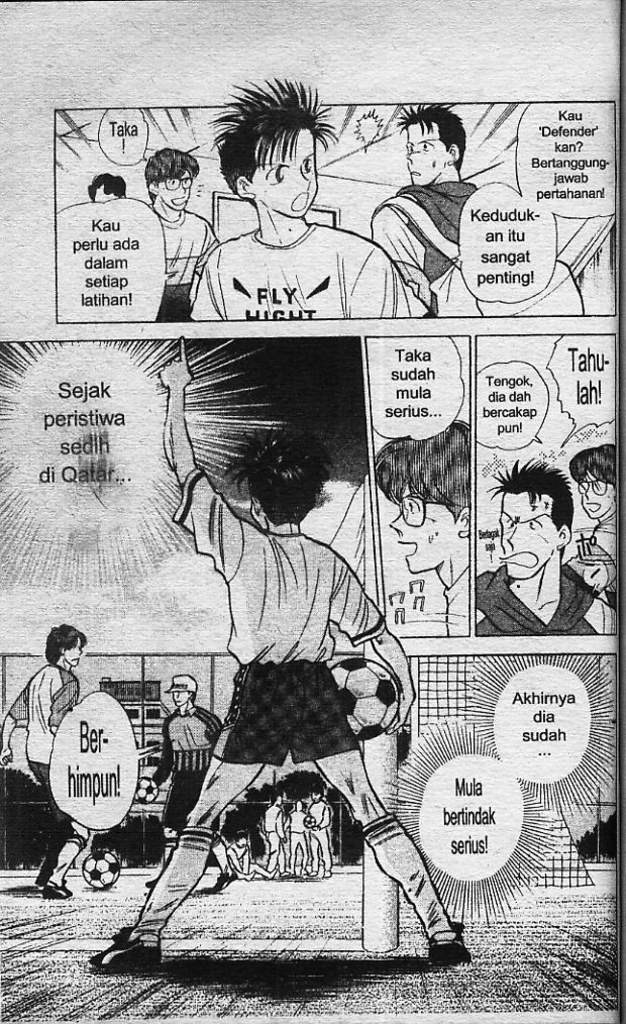 Kau
'Defender'
kan?
Bertanggung-
jawab
pertahanan!
Keduduk-
an itu
sangat
penting!
Taka
!
Kau
perlu ada
dalam
setiap
latihan!
FLY
HIGHT
Tahu-
lah!
Tengok,
dia dah
bercakap
pun!
Taka
sudah
mula
serius...
Sejak
peristiwa
sedih
di Qatar...
Akhirnya
dia
sudah
...
Mula
bertindak
serius!
Ber-
himpun!